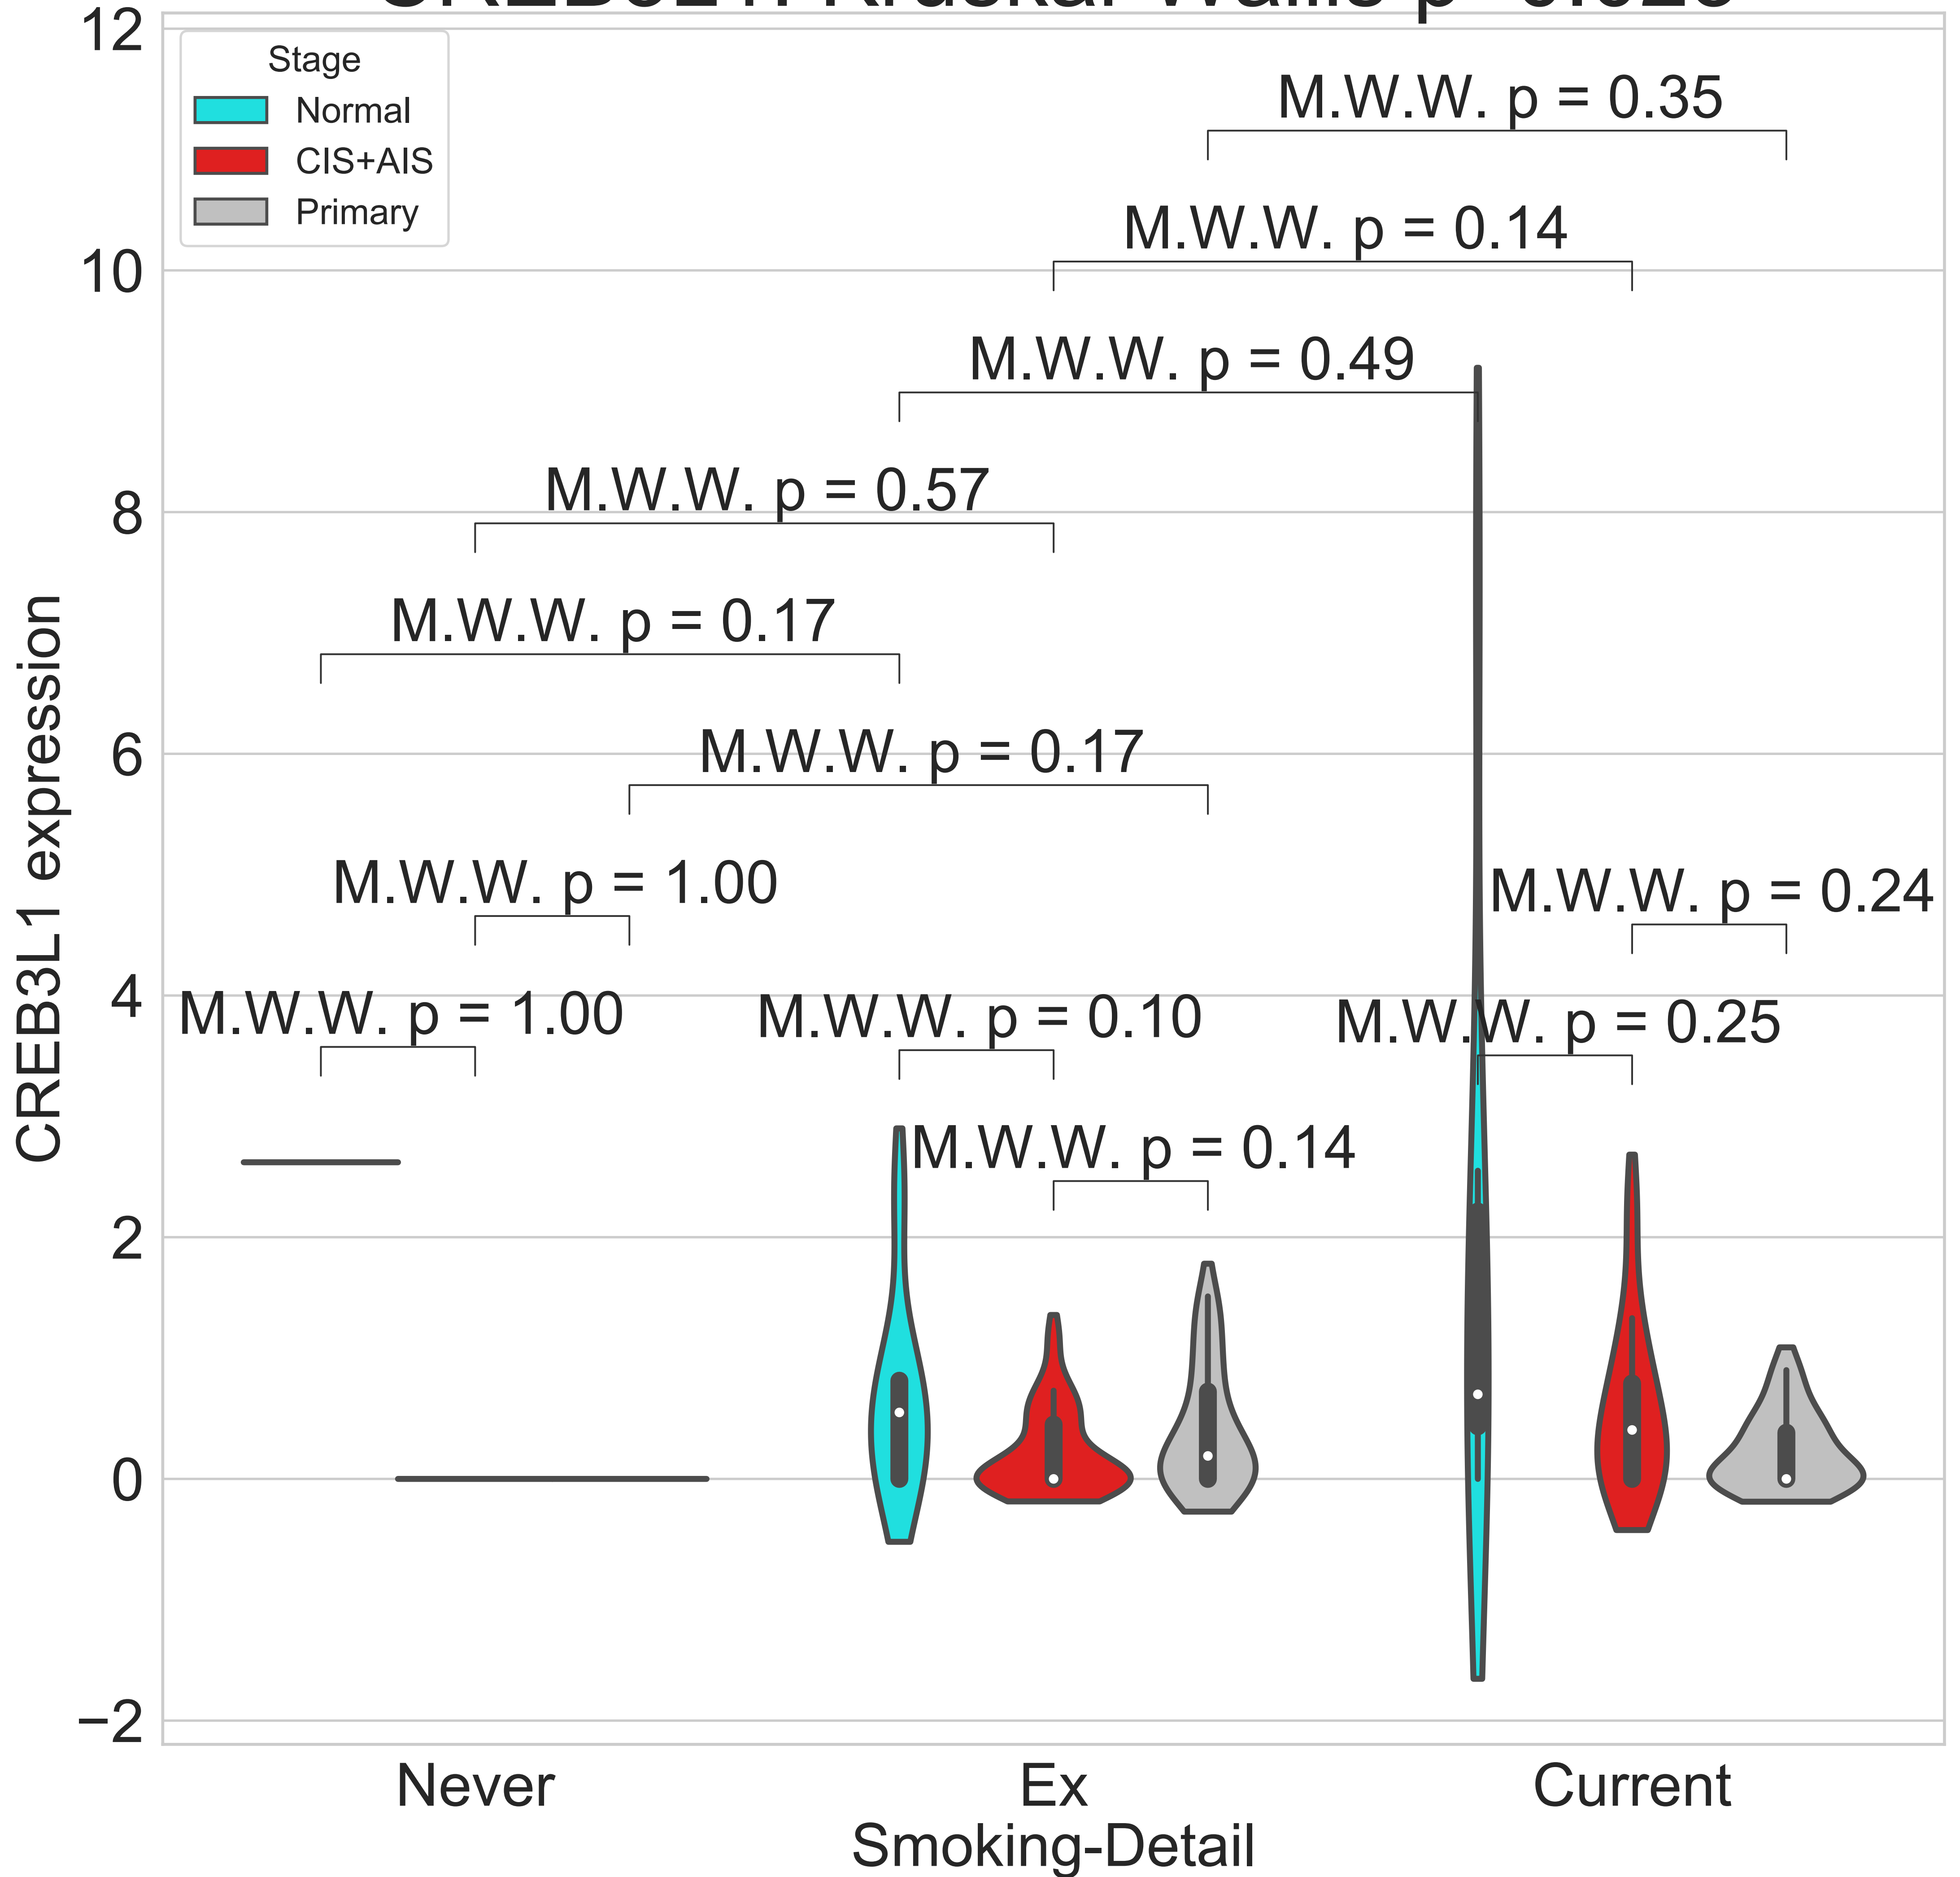 12
10
8
6
4
2
0
−2
CREB3L1 expression
Stage
Normal
CIS+AIS
Primary
M.W.W. p = 0.35
M.W.W. p = 0.14
M.W.W. p = 0.49
M.W.W. p = 0.57
M.W.W. p = 0.17
M.W.W. p = 0.17
M.W.W. p = 1.00
M.W.W. p = 0.24
M.W.W. p = 1.00
M.W.W. p = 0.10
M.W.W. p = 0.25
M.W.W. p = 0.14
Never
Ex
Current
Smoking-Detail